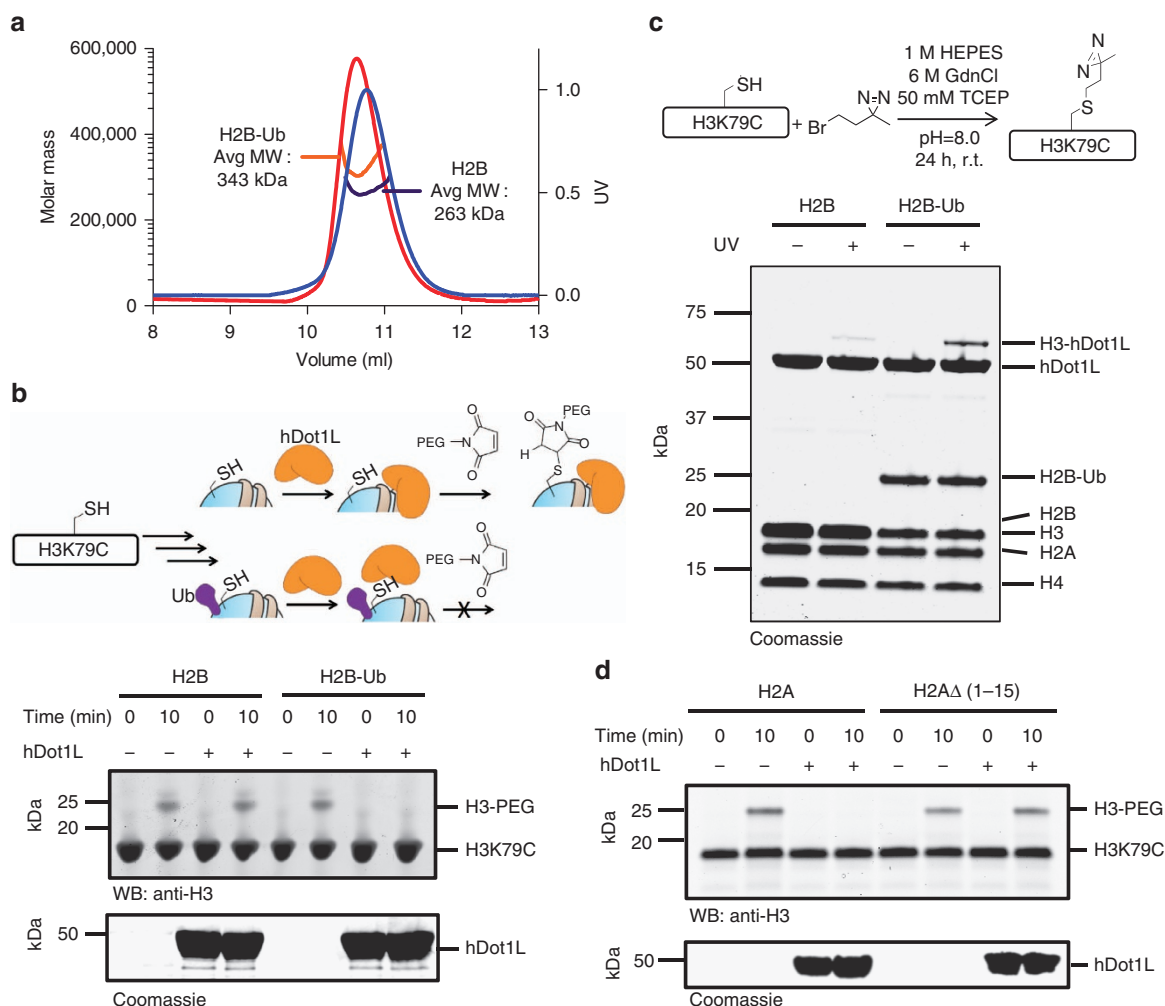 a
600,000
400,000
200,000
0
Molar mass
1.0
0.5
0.0
UV
H2B-Ub
Avg MW :
343 kDa
H2B
Avg MW :
263 kDa
8 9 10 11 12 13
Volume (ml)
b
hDot1L
SH
SH
PEG
N
O
O
PEG
N
O
O
H
S
SH
H3K79C
Ub
SH
SH
PEG
N
O
O
X
H2B H2B-Ub
Time (min) 0 10 0 10 0 10 0 10
hDot1L – – + + – – + +
kDa
25
20
H3-PEG
H3K79C
WB: anti-H3
kDa
50
hDot1L
Coomassie
c
SH
H3K79C
+
Br
N=N
1 M HEPES
6 M GdnCl
50 mM TCEP
pH=8.0
24 h, r.t.
N
N
S
H3K79C
H2B H2B-Ub
UV – + – +
kDa
75
50
37
25
20
15
H3-hDot1L
hDot1L
H2B-Ub
H2B
H3
H2A
H4
Coomassie
d
H2A H2AΔ (1–15)
Time (min) 0 10 0 10 0 10 0 10
hDot1L – – + + – – + +
kDa
25
20
H3-PEG
H3K79C
WB: anti-H3
kDa
50
hDot1L
Coomassie